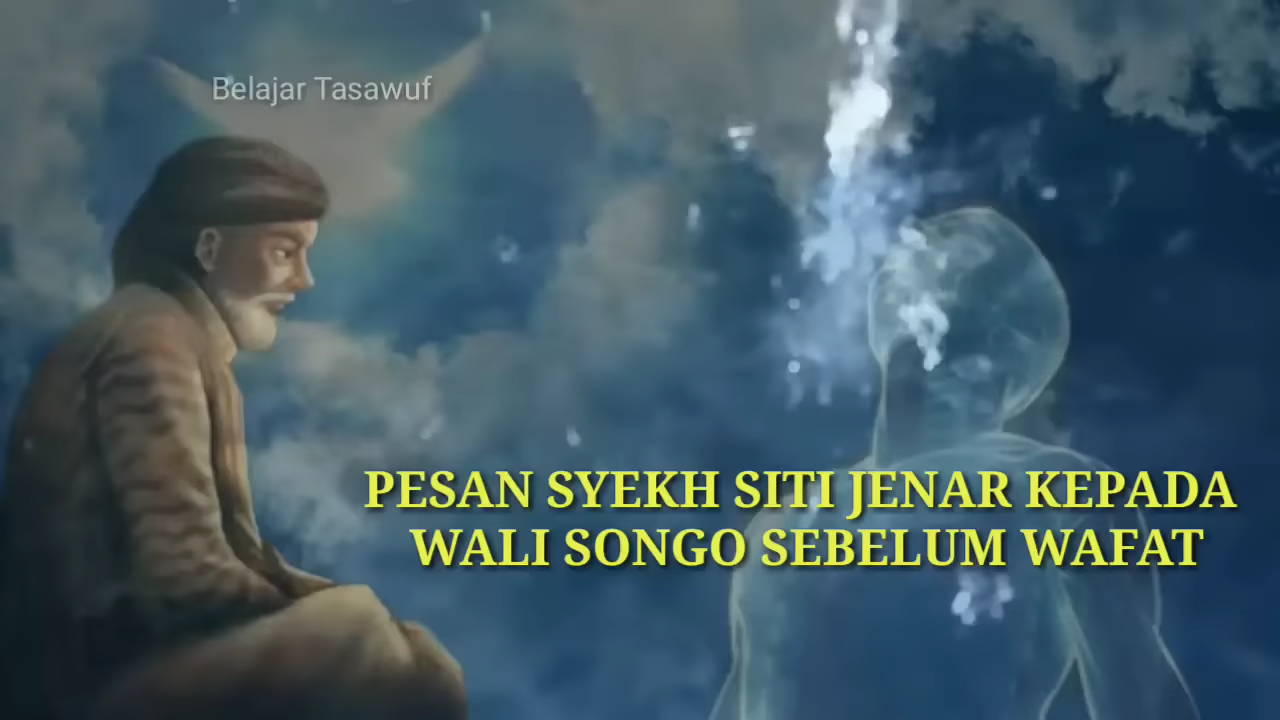 Belajar Tasawuf
PESAN SYEKH SITI JENAR KEPADA
WALI SONGO SEBELUM WAFAT